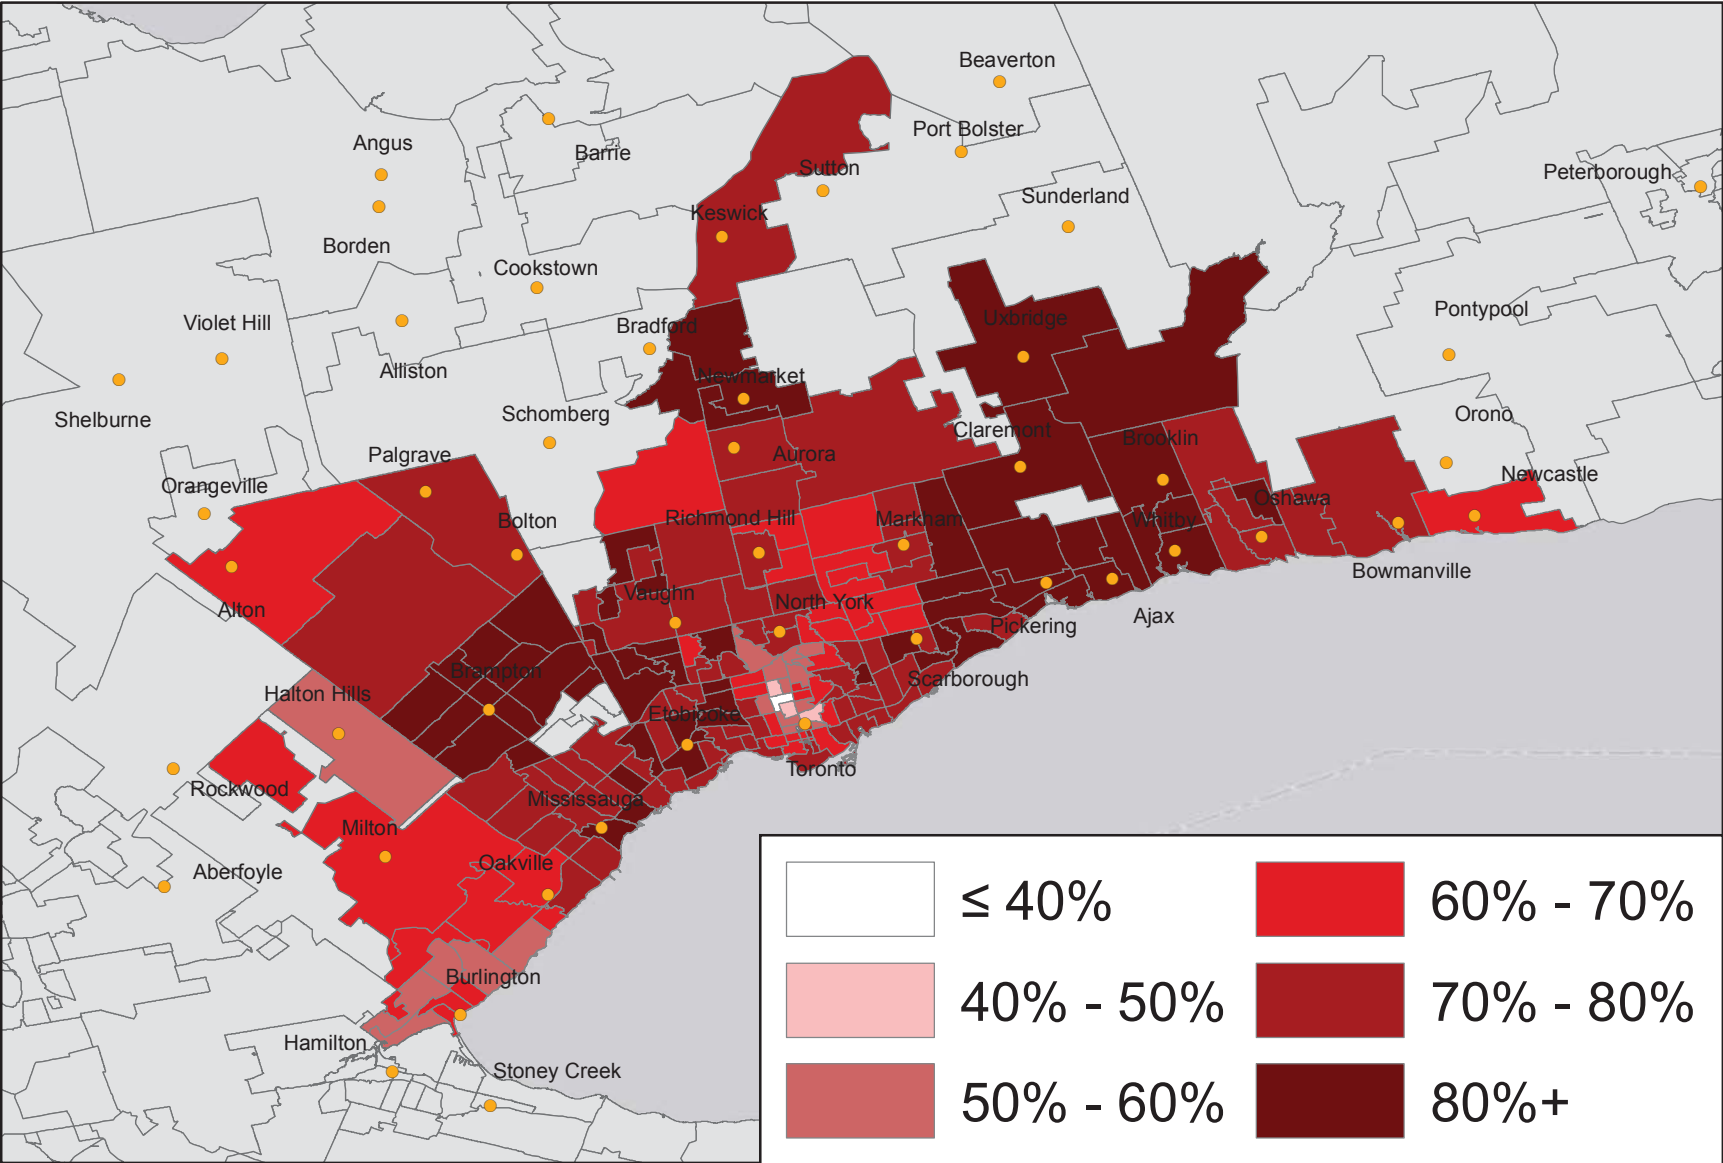 Beaverton
Port Bolster
Angus
Barrie
Sutton
Peterborough
Sunderland
Keswick
Borden
Cookstown
Violet Hill
Bradford
Uxbridge
Pontypool
Alliston
Newmarket
Shelburne
Schomberg
Orono
Claremont
Brooklin
Palgrave
Aurora
Newcastle
Orangeville
Oshawa
Bolton
Richmond Hill
Markham
Whitby
Bowmanville
Vaughn
North York
Alton
Ajax
Pickering
Brampton
Scarborough
Halton Hills
Etobicoke
Toronto
Rockwood
Mississauga
Milton
Oakville
Aberfoyle
Burlington
Hamilton
Stoney Creek
≤ 40%
60% - 70%
40% - 50%
70% - 80%
50% - 60%
80%+